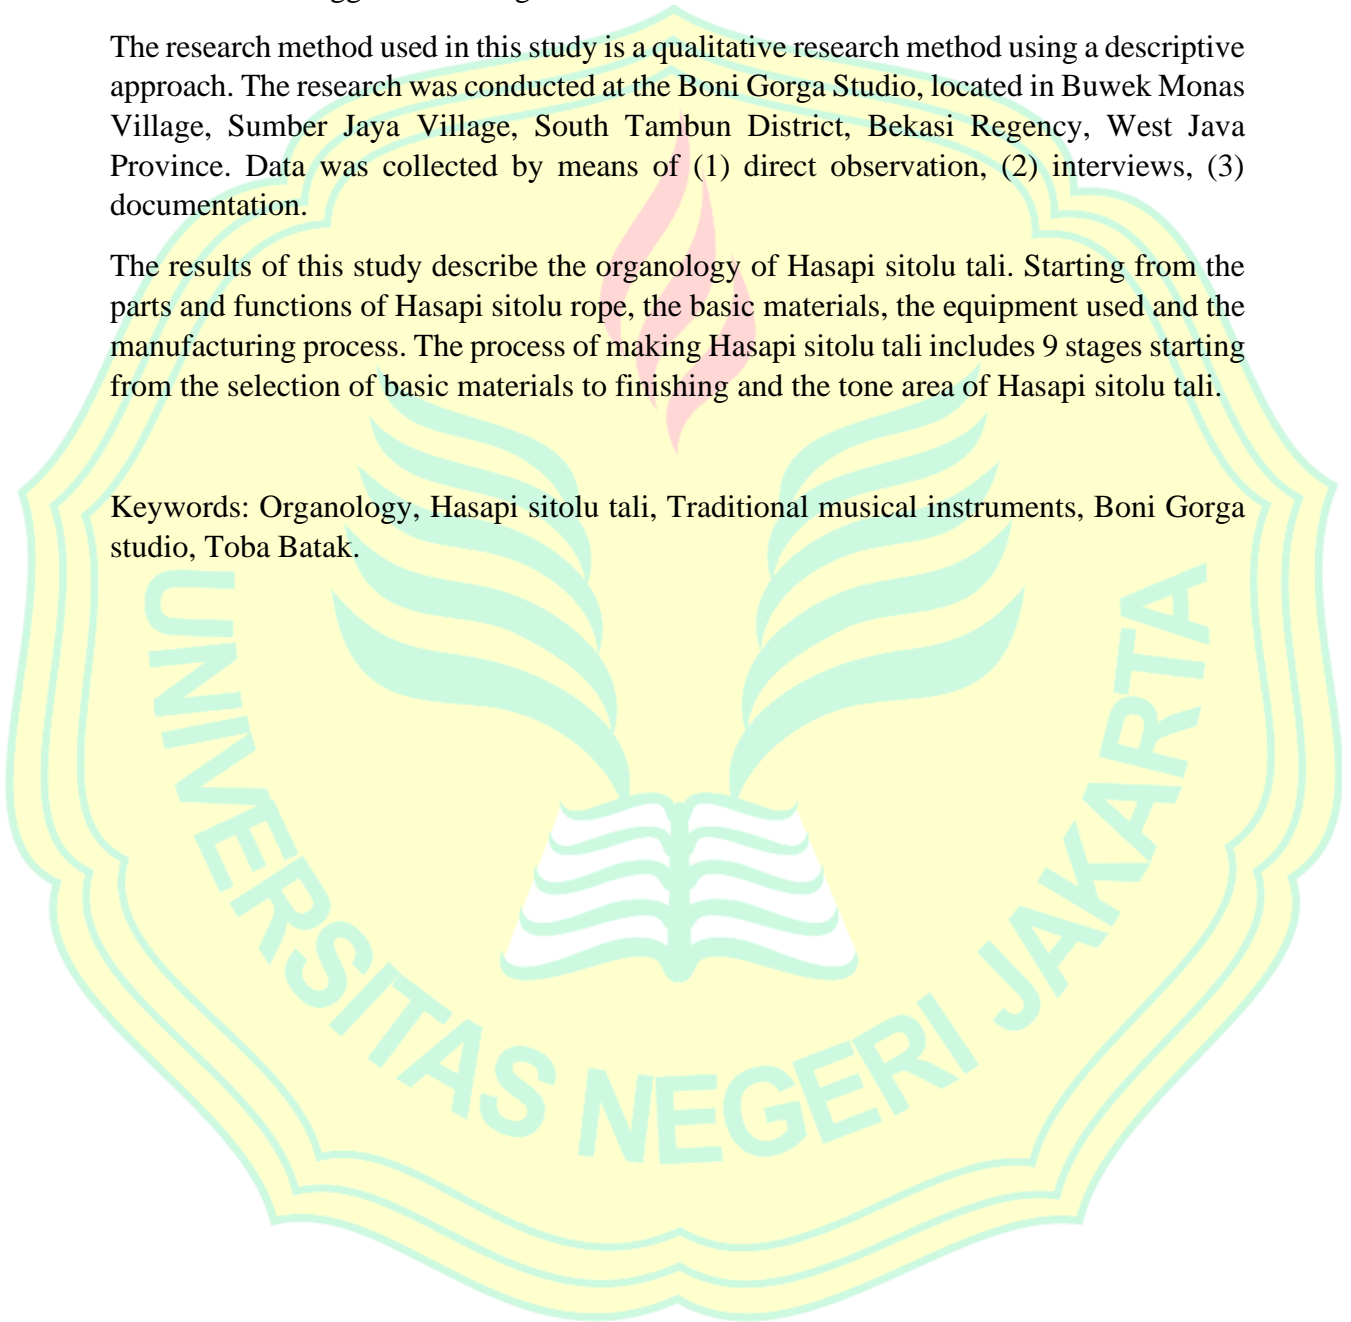 The research method used in this study is a qualitative research method using a descriptive
approach. The research was conducted at the Boni Gorga Studio, located in Buwek Monas
Village, Sumber Jaya Village, South Tambun District, Bekasi Regency, West Java
Province. Data was collected by means of (1) direct observation, (2) interviews, (3)
documentation.
The results of this study describe the organology of Hasapi sitolu tali. Starting from the
parts and functions of Hasapi sitolu rope, the basic materials, the equipment used and the
manufacturing process. The process of making Hasapi sitolu tali includes 9 stages starting
from the selection of basic materials to finishing and the tone area of Hasapi sitolu tali.
Keywords: Organology, Hasapi sitolu tali, Traditional musical instruments, Boni Gorga
studio, Toba Batak.
UNIVERSITAS NEGERI JAKARTA